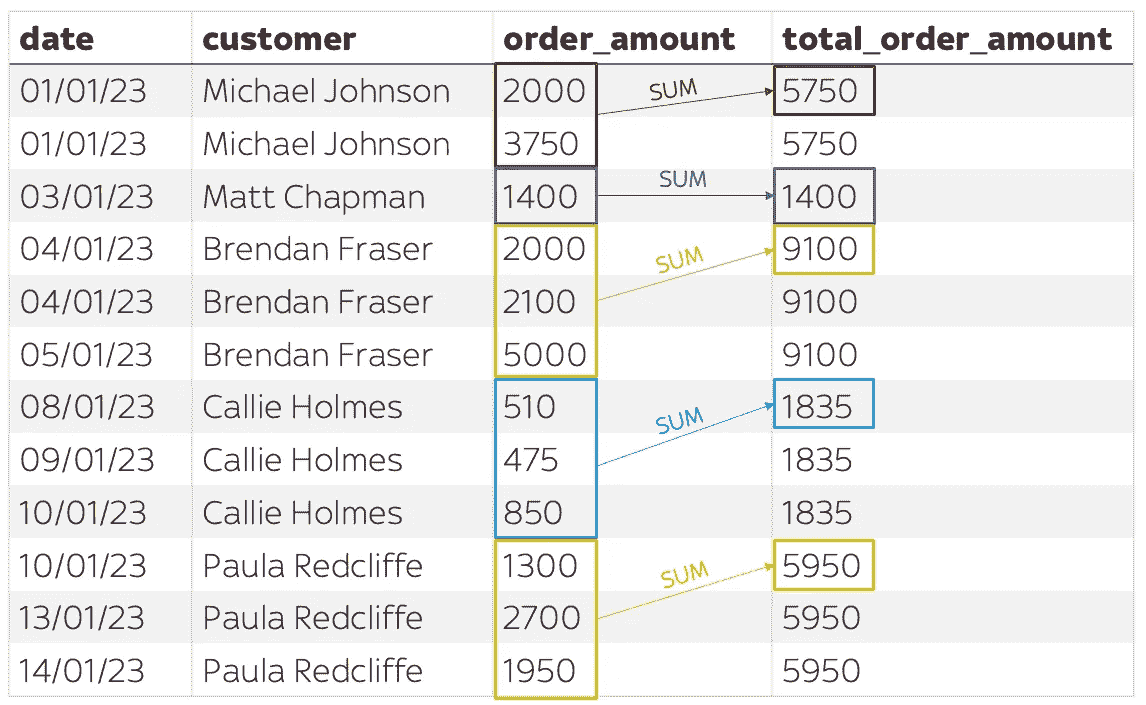 date customer order_amount total_order_amount
01/01/23 Michael Johnson 2000 SUM 5750
01/01/23 Michael Johnson 3750 5750
03/01/23 Matt Chapman 1400 SUM 1400
04/01/23 Brendan Fraser 2000 SUM 9100
04/01/23 Brendan Fraser 2100 9100
05/01/23 Brendan Fraser 5000 9100
08/01/23 Callie Holmes 510 SUM 1835
09/01/23 Callie Holmes 475 1835
10/01/23 Callie Holmes 850 1835
10/01/23 Paula Redcliffe 1300 SUM 5950
13/01/23 Paula Redcliffe 2700 5950
14/01/23 Paula Redcliffe 1950 5950